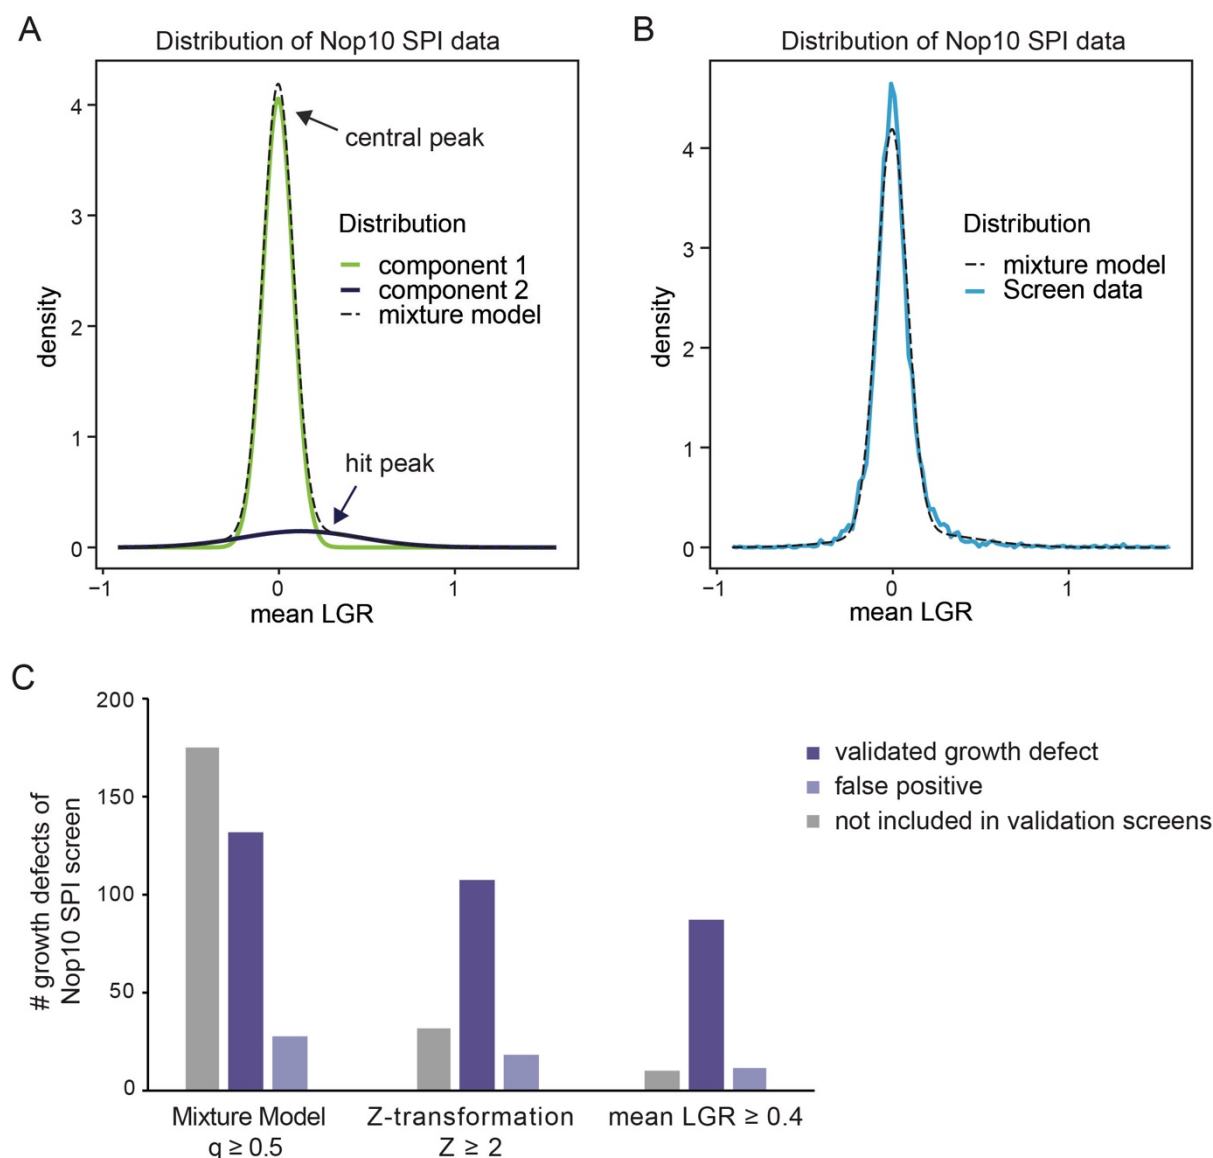 A
Distribution of Nop10 SPI data
4
3
2
1
0
density
central peak
Distribution
component 1
component 2
mixture model
hit peak
−1
0
1
mean LGR
B
Distribution of Nop10 SPI data
4
3
2
1
0
density
Distribution
mixture model
Screen data
−1
0
1
mean LGR
C
200
150
100
50
0
# growth defects of
Nop10 SPI screen
validated growth defect
false positive
not included in validation screens
Mixture Model
q ≥ 0.5
Z-transformation
Z ≥ 2
mean LGR ≥ 0.4